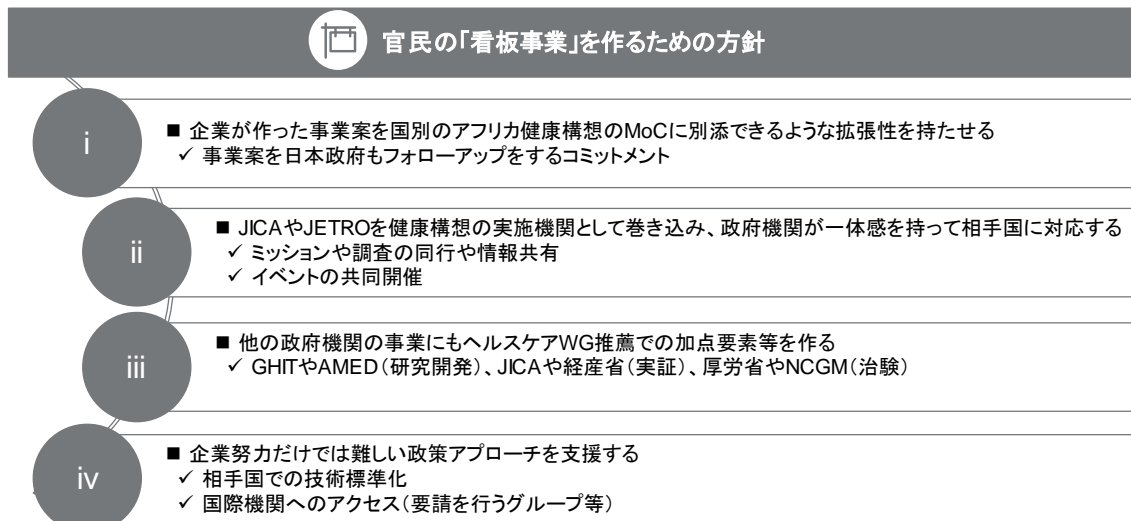 官民の「看板事業」を作るための方針
i
■ 企業が作った事業案を国別のアフリカ健康構想のMoCに別添できるような拡張性を持たせる
✓ 事業案を日本政府もフォローアップをするコミットメント
ii
■ JICAやJETROを健康構想の実施機関として巻き込み、政府機関が一体感を持って相手国に対応する
✓ ミッションや調査の同行や情報共有
✓ イベントの共同開催
iii
■ 他の政府機関の事業にもヘルスケアWG推薦での加点要素等を作る
✓ GHITやAMED（研究開発）、JICAや経産省（実証）、厚労省やNCGM（治験）
iv
■ 企業努力だけでは難しい政策アプローチを支援する
✓ 相手国での技術標準化
✓ 国際機関へのアクセス（要請を行うグループ等）